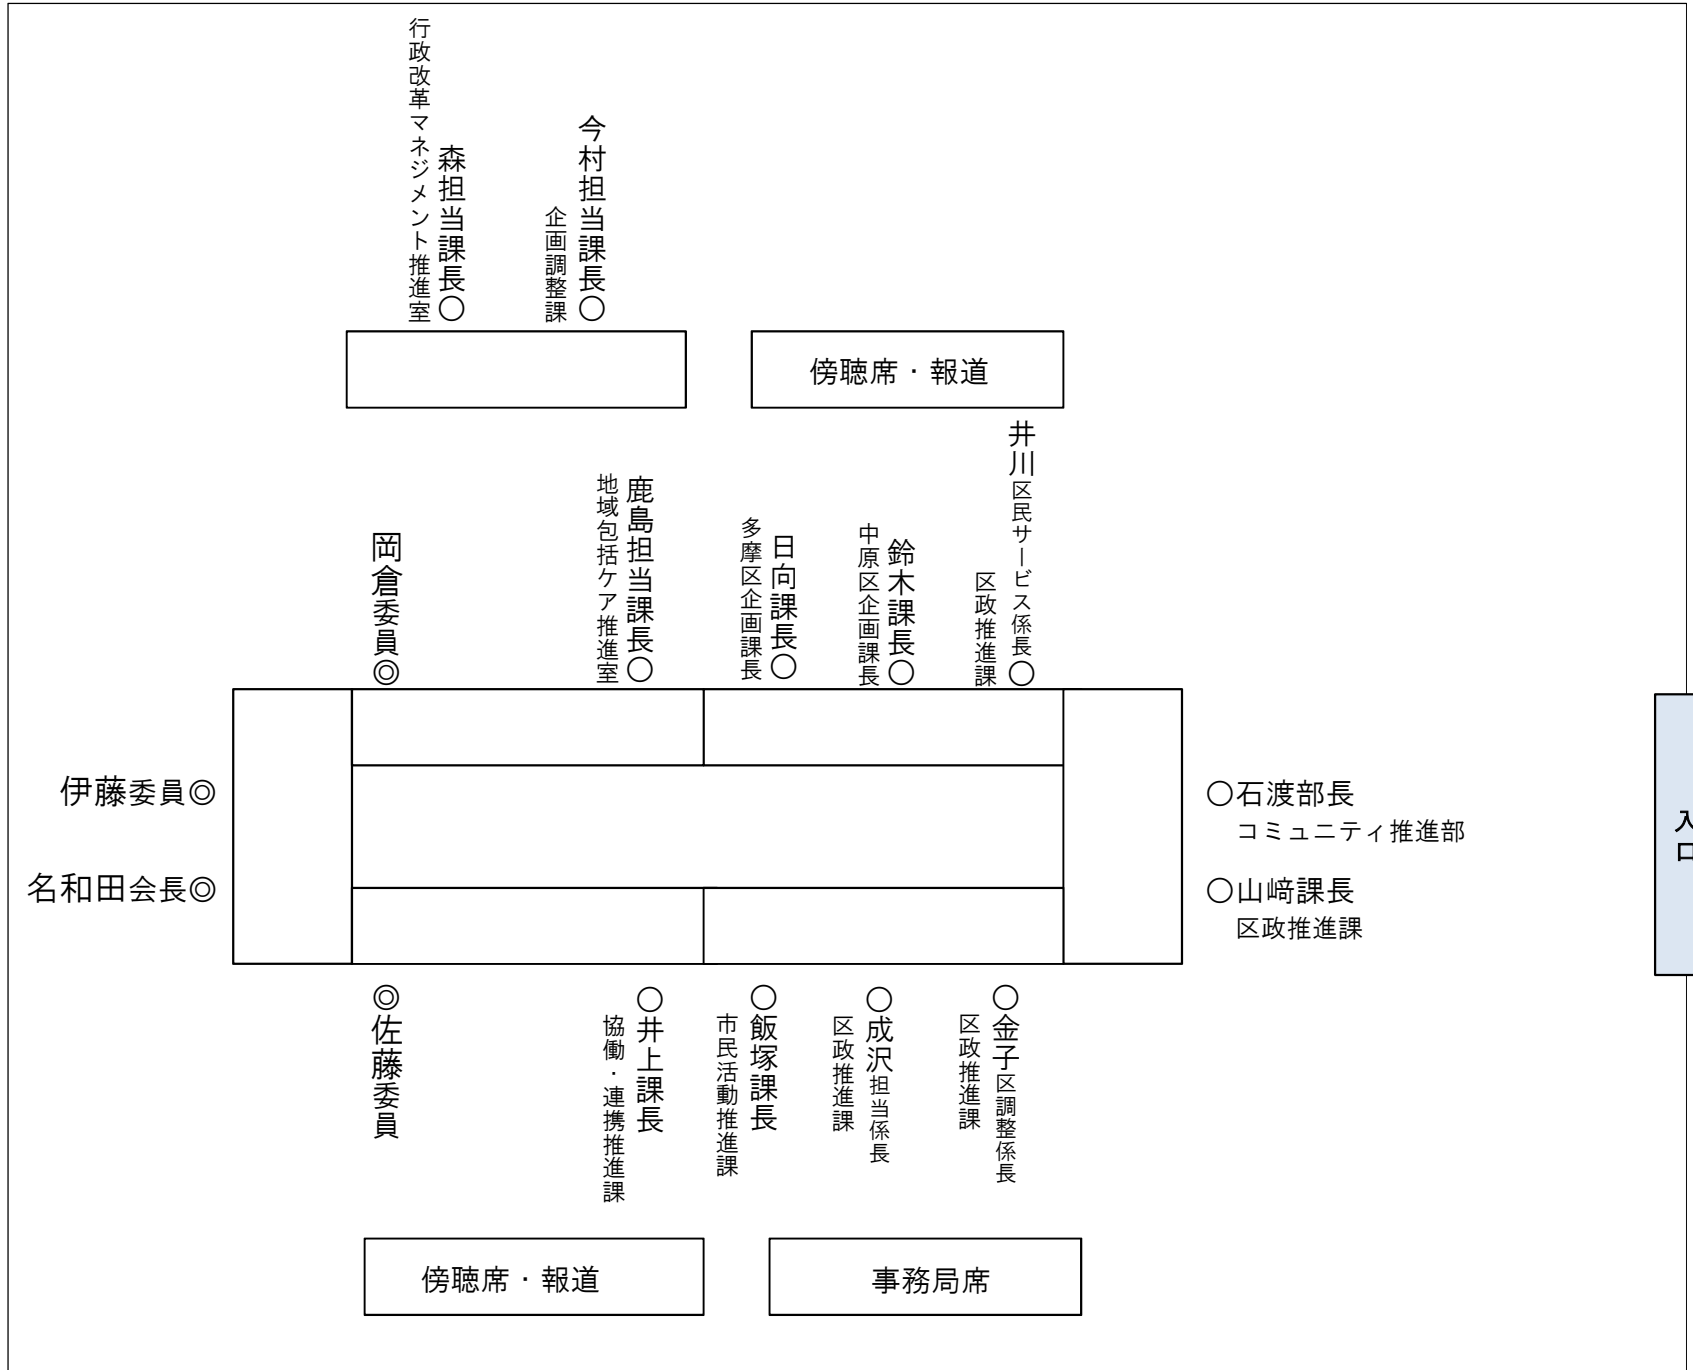 行政改革マネジメント推進室
森担当課長○
企画調整課
今村担当課長○
傍聴席・報道
岡倉委員◎
地域包括ケア推進室
鹿島担当課長○
多摩区企画課長
日向課長○
中原区企画課長
鈴木課長○
区政推進課
井川区民サービス係長○
伊藤委員◎
名和田会長◎
○石渡部長
コミュニティ推進部
○山﨑課長
区政推進課
入口
◎佐藤委員
○井上課長
協働・連携推進課
○飯塚課長
市民活動推進課
○成沢担当係長
区政推進課
○金子区調整係長
区政推進課
傍聴席・報道
事務局席